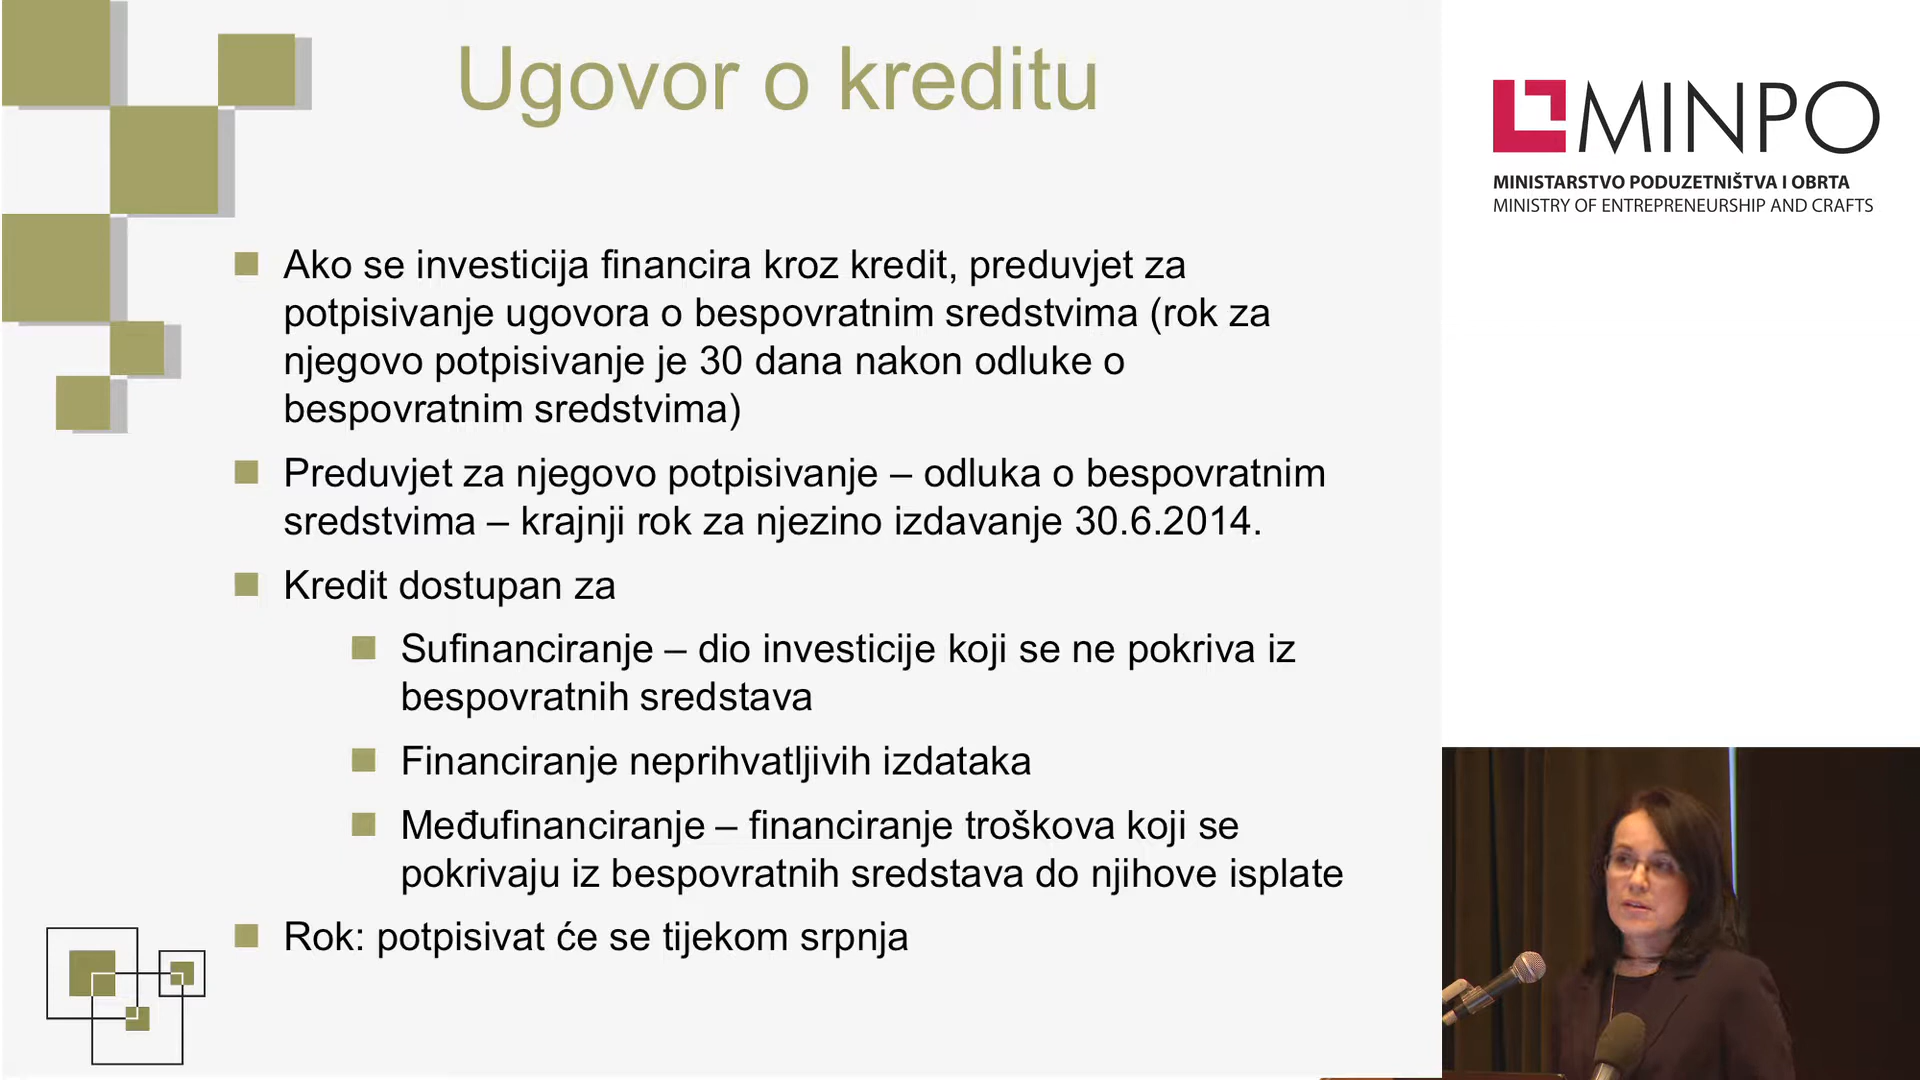 Ugovor o kreditu
MINPO
MINISTARSTVO PODUZETNIŠTVA I OBRTA
MINISTRY OF ENTREPRENEURSHIP AND CRAFTS
Ako se investicija financira kroz kredit, preduvjet za
potpisivanje ugovora o bespovratnim sredstvima (rok za
njegovo potpisivanje je 30 dana nakon odluke o
bespovratnim sredstvima)
Preduvjet za njegovo potpisivanje – odluka o bespovratnim
sredstvima – krajnji rok za njezino izdavanje 30.6.2014.
Kredit dostupan za
Sufinanciranje – dio investicije koji se ne pokriva iz
bespovratnih sredstava
Financiranje neprihvatljivih izdataka
Međufinanciranje – financiranje troškova koji se
pokrivaju iz bespovratnih sredstava do njihove isplate
Rok: potpisivat će se tijekom srpnja